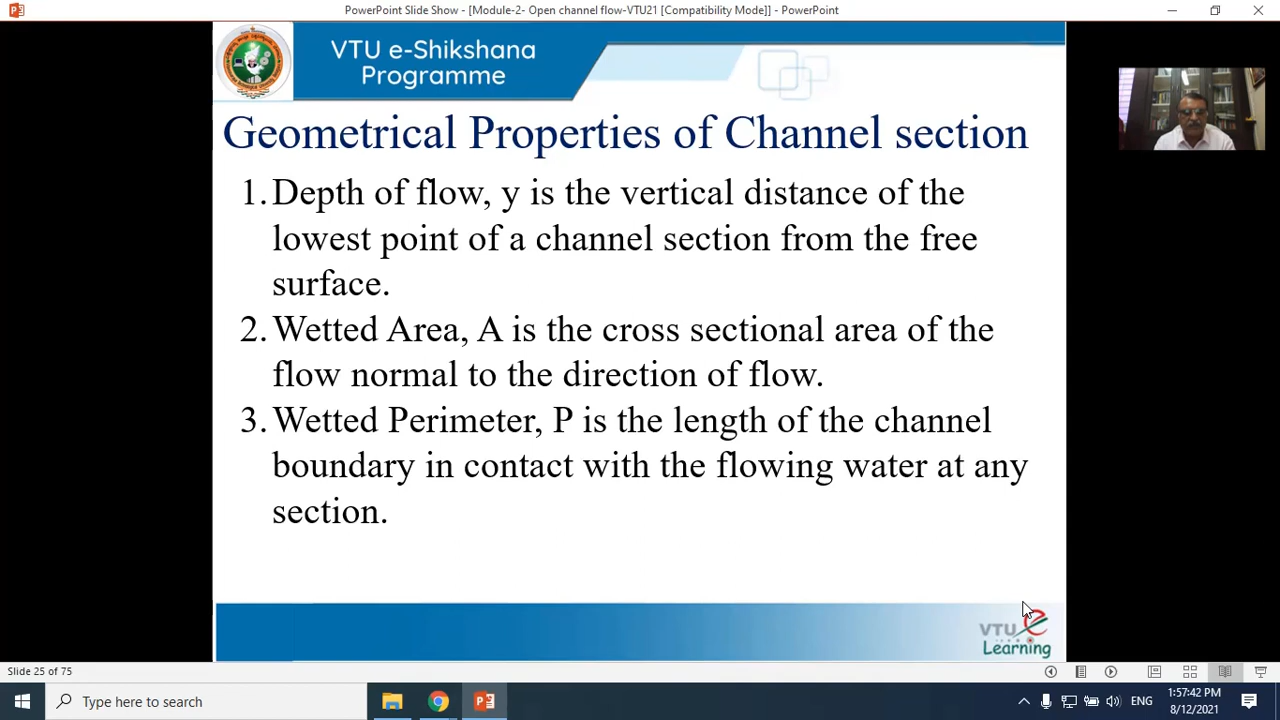 PowerPoint Slide Show - [Module-2- Open channel flow-VTU21 [Compatibility Mode]] - PowerPoint
VTU e-Shikshana
Programme
Geometrical Properties of Channel section
1. Depth of flow, y is the vertical distance of the
lowest point of a channel section from the free
surface.
2. Wetted Area, A is the cross sectional area of the
flow normal to the direction of flow.
3. Wetted Perimeter, P is the length of the channel
boundary in contact with the flowing water at any
section.
VTU e
Learning
Slide 25 of 75
Type here to search
ENG
1:57:42 PM
8/12/2021